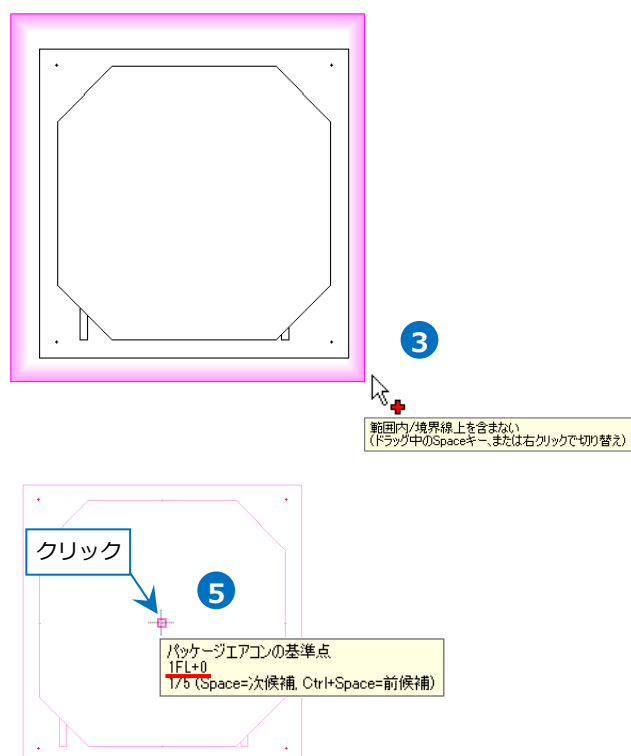 3
範囲内/境界線上を含まない
(ドラッグ中のSpaceキー、または右クリックで切り替え)
クリック
5
パッケージエアコンの基準点
1FL+0
1/5 (Space=次候補, Ctrl+Space=前候補)